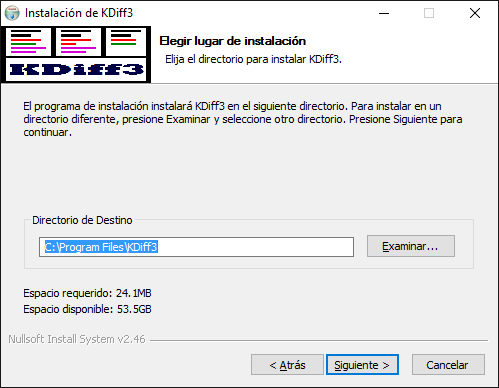 Instalación de KDiff3
KDiff3
Elegir lugar de instalación
Elija el directorio para instalar KDiff3.
El programa de instalación instalará KDiff3 en el siguiente directorio. Para instalar en un
directorio diferente, presione Examinar y seleccione otro directorio. Presione Siguiente para
continuar.
Directorio de Destino
C:\Program Files\KDiff3
Examinar...
Espacio requerido: 24.1MB
Espacio disponible: 53.5GB
Nullsoft Install System v2.46
< Atrás
Siguiente >
Cancelar